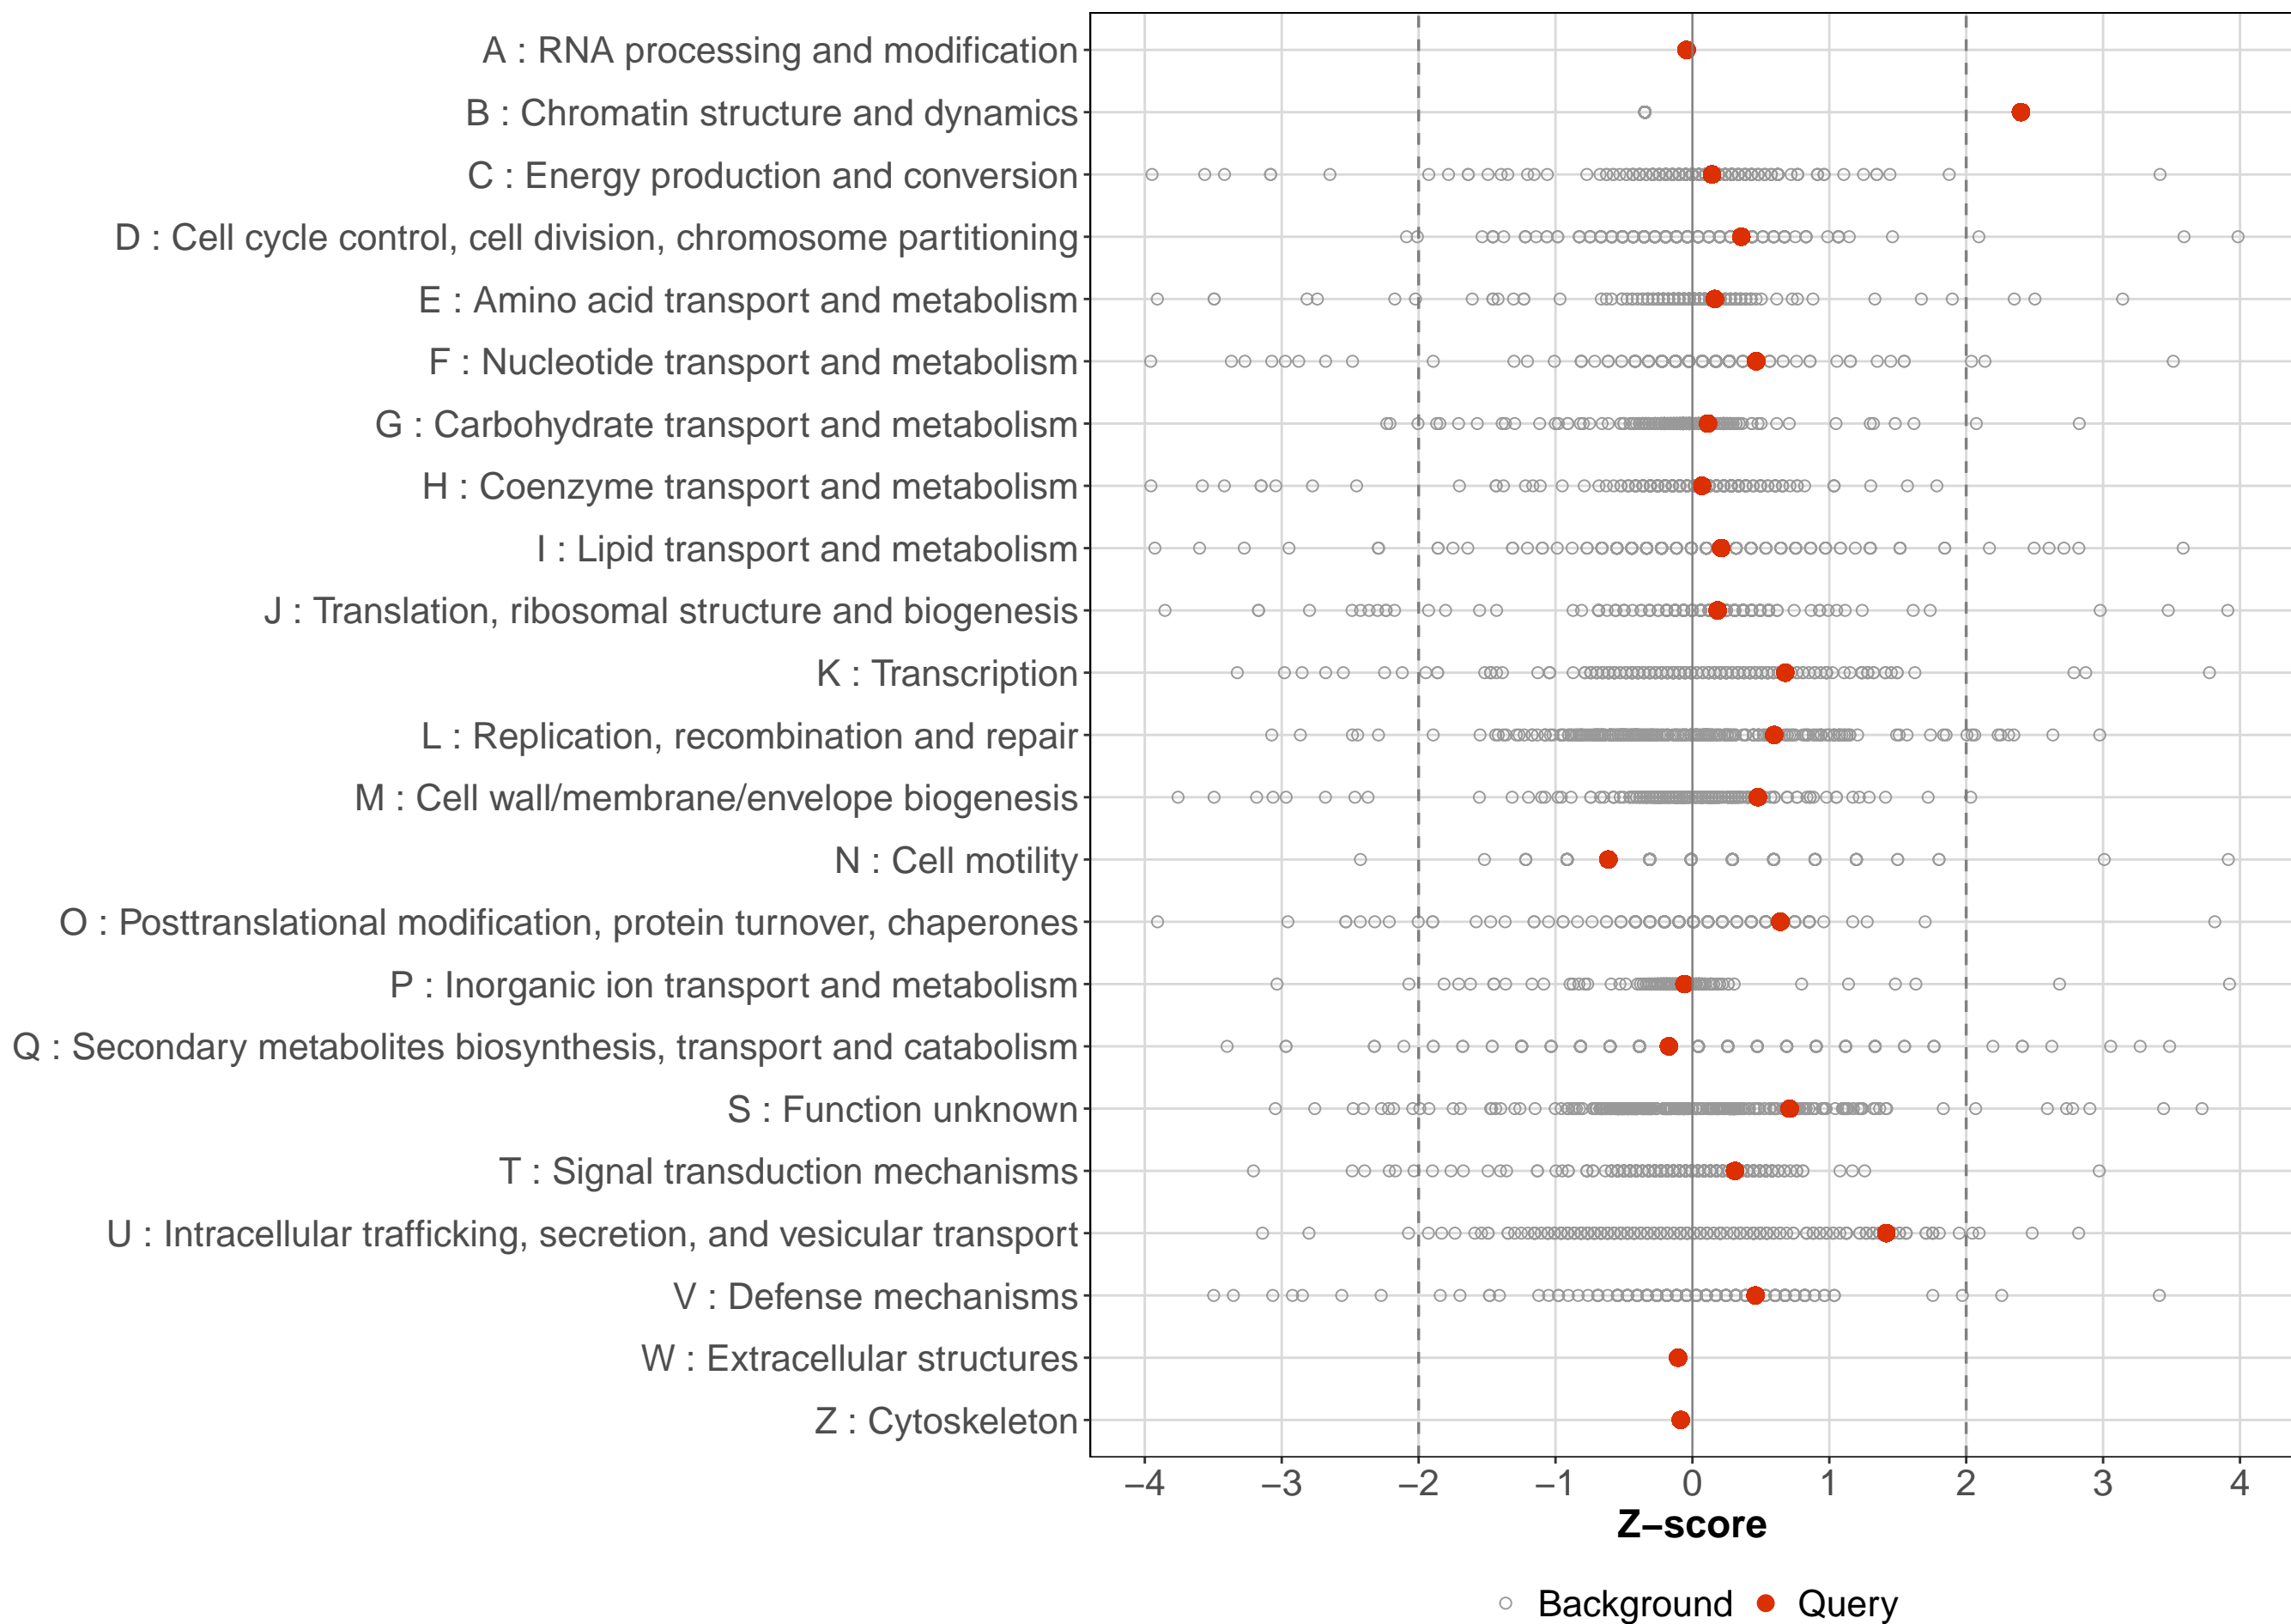 A : RNA processing and modification
B : Chromatin structure and dynamics
C : Energy production and conversion
D : Cell cycle control, cell division, chromosome partitioning
E : Amino acid transport and metabolism
F : Nucleotide transport and metabolism
G : Carbohydrate transport and metabolism
H : Coenzyme transport and metabolism
I : Lipid transport and metabolism
J : Translation, ribosomal structure and biogenesis
K : Transcription
L : Replication, recombination and repair
M : Cell wall/membrane/envelope biogenesis
N : Cell motility
O : Posttranslational modification, protein turnover, chaperones
P : Inorganic ion transport and metabolism
Q : Secondary metabolites biosynthesis, transport and catabolism
S : Function unknown
T : Signal transduction mechanisms
U : Intracellular trafficking, secretion, and vesicular transport
V : Defense mechanisms
W : Extracellular structures
Z : Cytoskeleton
−4 −3 −2 −1 0 1 2 3 4
Z−score
Background Query